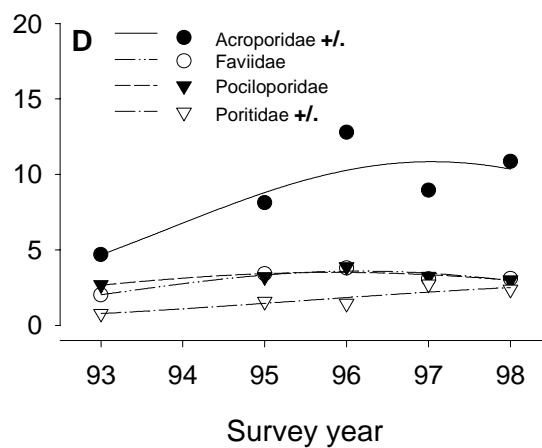 20
D Acroporidae +/.
Faviidae
15
Pociloporidae
Poritidae +/.
10
5
0
93 94 95 96 97 98
Survey year